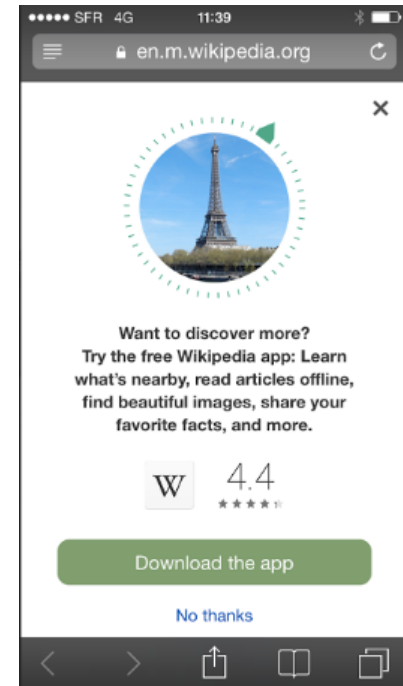 SFR 4G 11:39
en.m.wikipedia.org
Want to discover more?
Try the free Wikipedia app: Learn
what's nearby, read articles offline,
find beautiful images, share your
favorite facts, and more.
W 4.4
Download the app
No thanks